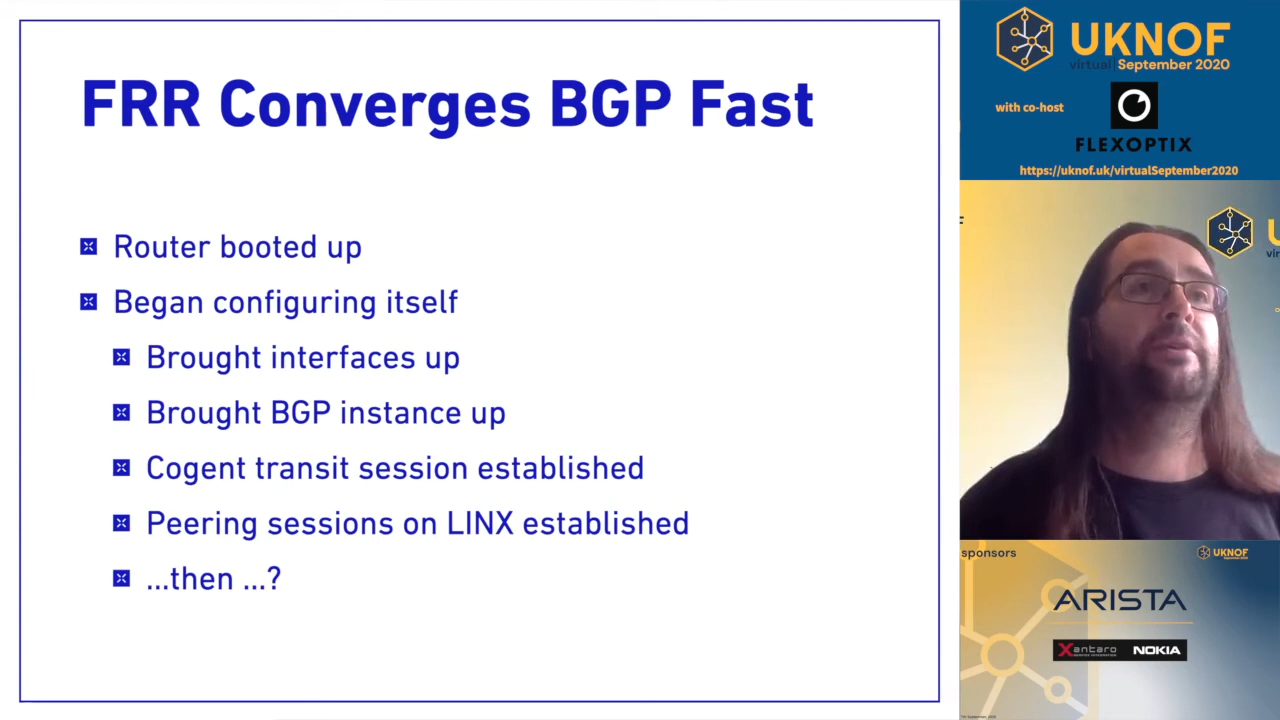 FRR Converges BGP Fast
Router booted up
Began configuring itself
Brought interfaces up
Brought BGP instance up
Cogent transit session established
Peering sessions on LINX established
...then ...?
UKNOF
virtual September 2020
with co-host
FLEXOPTIX
https://uknof.uk/virtualSeptember2020
sponsors
UKNOF
ARISTA
Xantaro
NOKIA